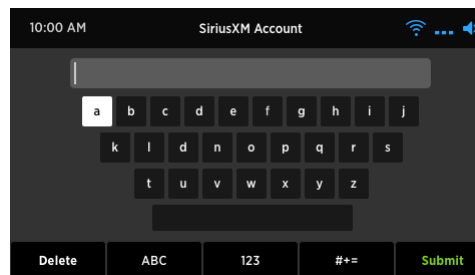 10:00 AM SiriusXM Account
a b c d e f g h i j
k l d n o p q r s
t u v w x y z
Delete ABC 123 #+= Submit